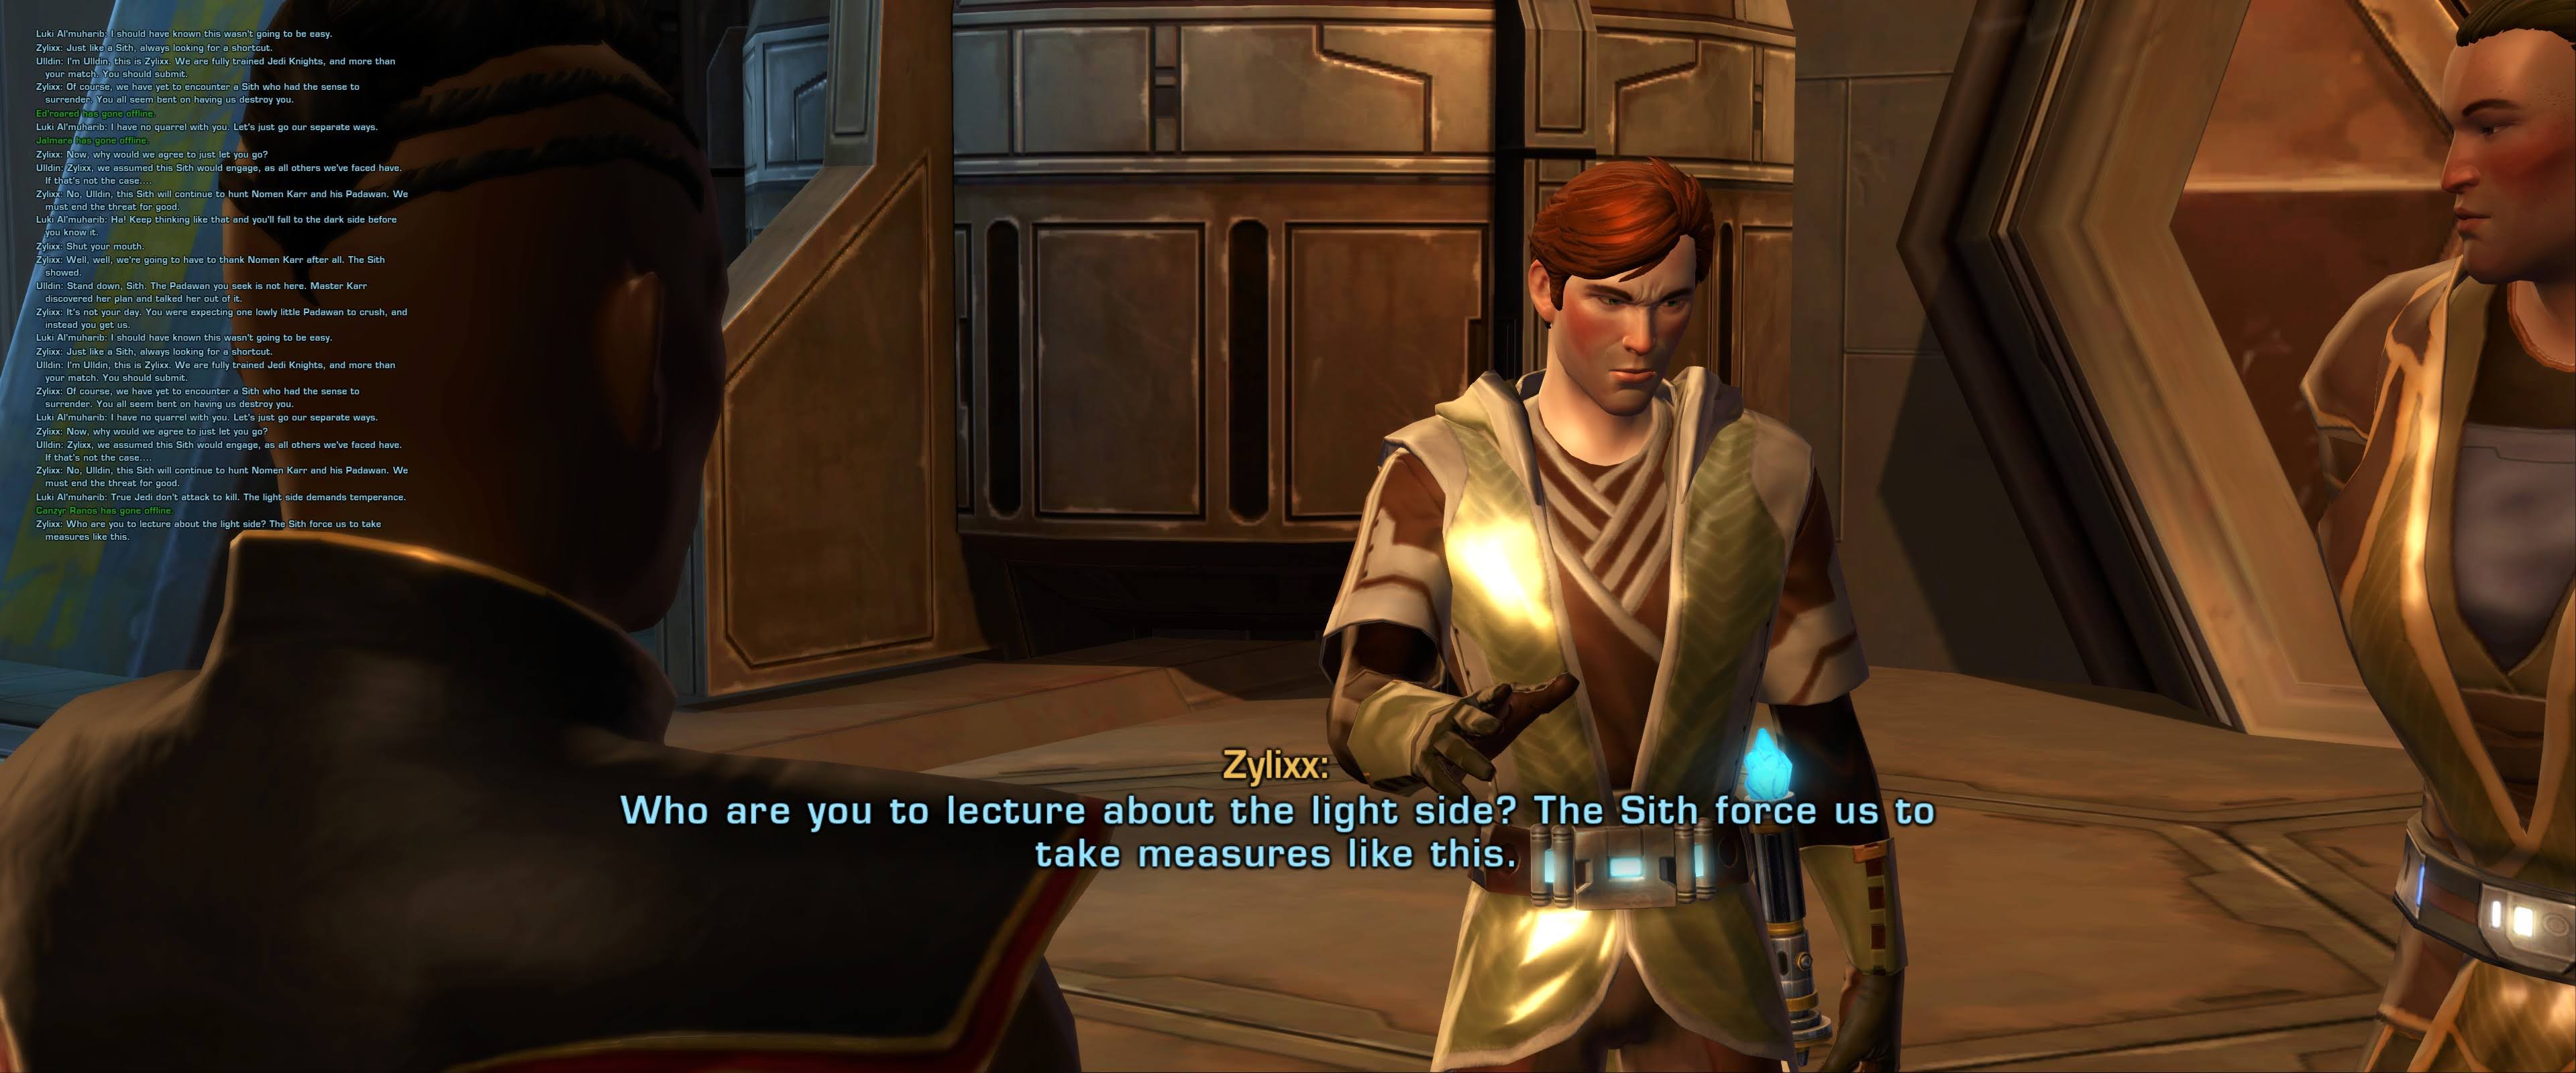 Luki Al'muharib: I should have known this wasn't going to be easy.
Zylixx: Just like a Sith, always looking for a shortcut.
Ulldin: I'm Ulldin, this is Zylixx. We are fully trained Jedi Knights, and more than
your match. You should submit.
Zylixx: Of course, we have yet to encounter a Sith who had the sense to
surrender. You all seem bent on having us destroy you.
Ed'roared has gone offline.
Luki Al'muharib: I have no quarrel with you. Let's just go our separate ways.
Jalmara has gone offline.
Zylixx: Now, why would we agree to just let you go?
Ulldin: Zylixx, we assumed this Sith would engage, as all others we've faced have.
If that's not the case....
Zylixx: No, Ulldin, this Sith will continue to hunt Nomen Karr and his Padawan. We
must end the threat for good.
Luki Al'muharib: Ha! Keep thinking like that and you'll fall to the dark side before
you know it.
Zylixx: Shut your mouth.
Zylixx: Well, well, we're going to have to thank Nomen Karr after all. The Sith
showed.
Ulldin: Stand down, Sith. The Padawan you seek is not here. Master Karr
discovered her plan and talked her out of it.
Zylixx: It's not your day. You were expecting one lowly little Padawan to crush, and
instead you get us.
Luki Al'muharib: I should have known this wasn't going to be easy.
Zylixx: Just like a Sith, always looking for a shortcut.
Ulldin: I'm Ulldin, this is Zylixx. We are fully trained Jedi Knights, and more than
your match. You should submit.
Zylixx: Of course, we have yet to encounter a Sith who had the sense to
surrender. You all seem bent on having us destroy you.
Luki Al'muharib: I have no quarrel with you. Let's just go our separate ways.
Zylixx: Now, why would we agree to just let you go?
Ulldin: Zylixx, we assumed this Sith would engage, as all others we've faced have.
If that's not the case....
Zylixx: No, Ulldin, this Sith will continue to hunt Nomen Karr and his Padawan. We
must end the threat for good.
Luki Al'muharib: True Jedi don't attack to kill. The light side demands temperance.
Canzyr Ranos has gone offline.
Zylixx: Who are you to lecture about the light side? The Sith force us to take
measures like this.
Zylixx:
Who are you to lecture about the light side? The Sith force us to
take measures like this.